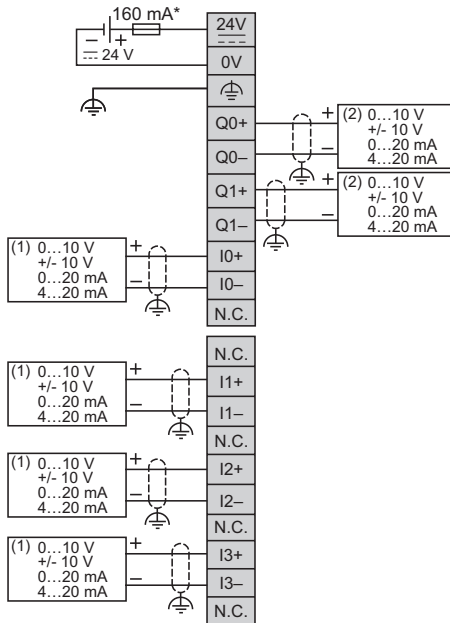 160 mA*
+
−
24 V
24V
0V
Q0+
Q0–
Q1+
Q1–
I0+
I0–
N.C.
+
−
(2) 0...10 V
+/- 10 V
0...20 mA
4...20 mA
+
−
(2) 0...10 V
+/- 10 V
0...20 mA
4...20 mA
(1) 0...10 V
+/- 10 V
0...20 mA
4...20 mA
+
−
N.C.
I1+
I1–
N.C.
I2+
I2–
N.C.
I3+
I3–
N.C.
(1) 0...10 V
+/- 10 V
0...20 mA
4...20 mA
+
−
(1) 0...10 V
+/- 10 V
0...20 mA
4...20 mA
+
−
(1) 0...10 V
+/- 10 V
0...20 mA
4...20 mA
+
−